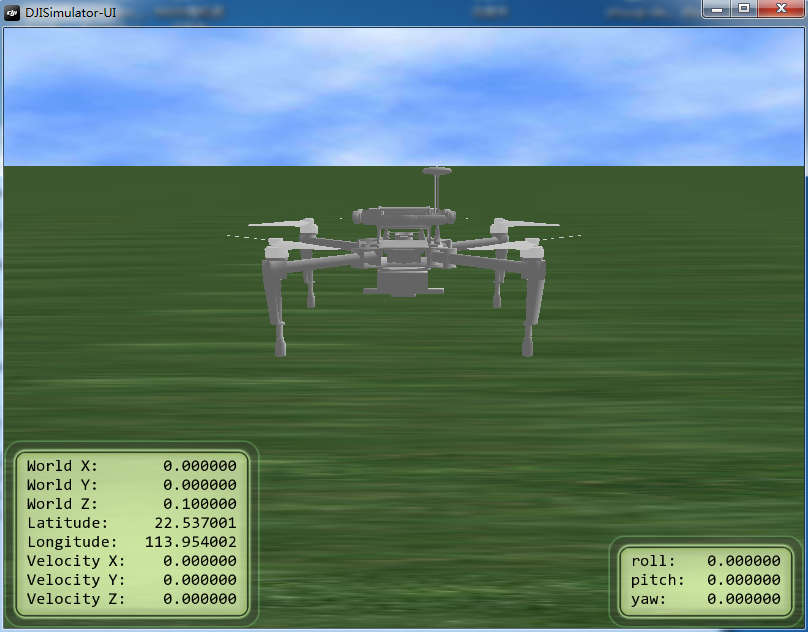 DJISimulator-UI
World X: 0.000000
World Y: 0.000000
World Z: 0.100000
Latitude: 22.537001
Longitude: 113.954002
Velocity X: 0.000000
Velocity Y: 0.000000
Velocity Z: 0.000000
roll: 0.000000
pitch: 0.000000
yaw: 0.000000